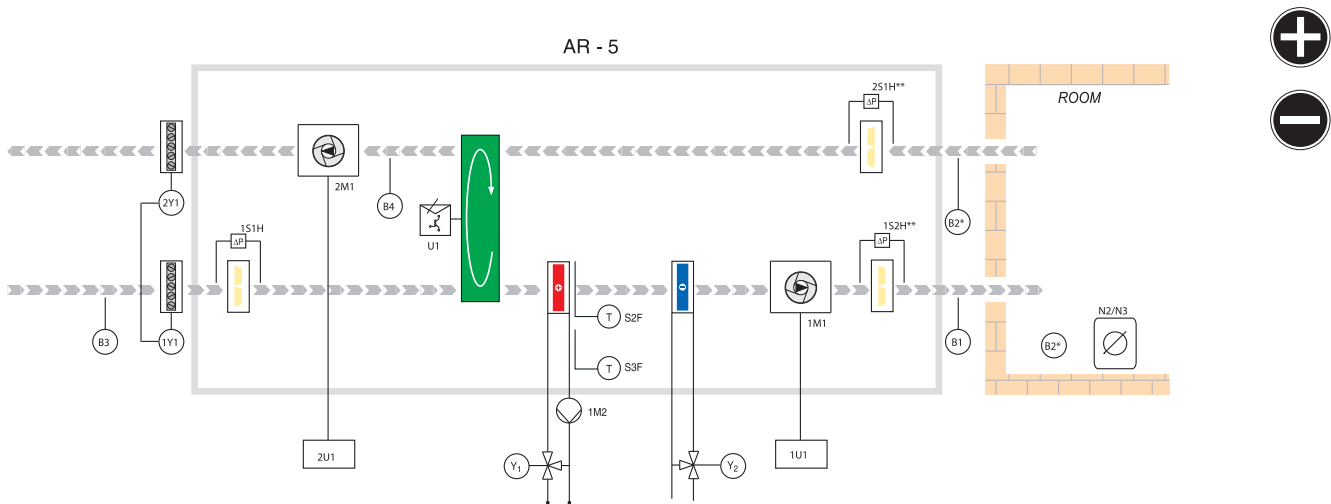 AR - 5
2S1H**
ΔP
ROOM
2M1
2Y1
B4
B2*
U1
1S1H
ΔP
1S2H**
ΔP
1M1
N2/N3
B3
1Y1
T S2F
B1
B2*
T S3F
1M2
2U1
1U1
Y1
Y2